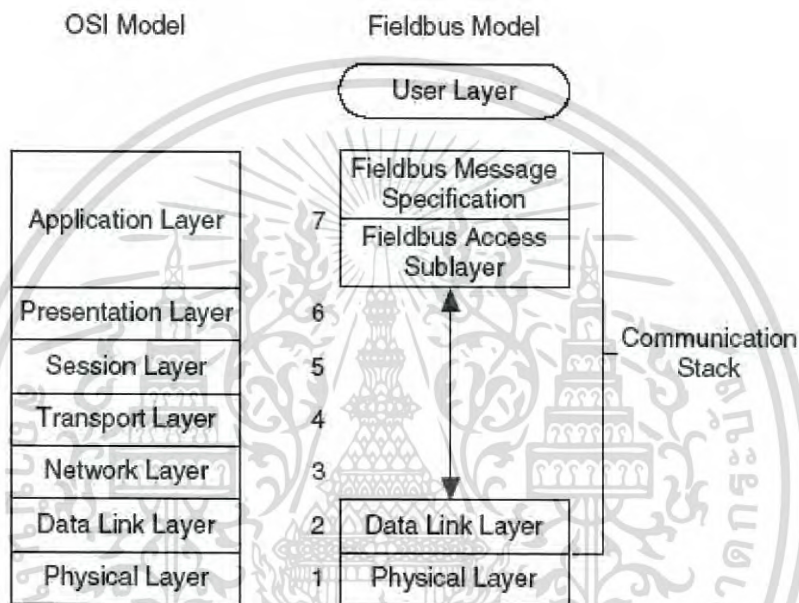 OSI Model
Fieldbus Model
User Layer
Application Layer
7
Fieldbus Message
Specification
Fieldbus Access
Sublayer
Presentation Layer
6
Session Layer
5
Transport Layer
4
Network Layer
3
Data Link Layer
2
Data Link Layer
Physical Layer
1
Physical Layer
Communication
Stack